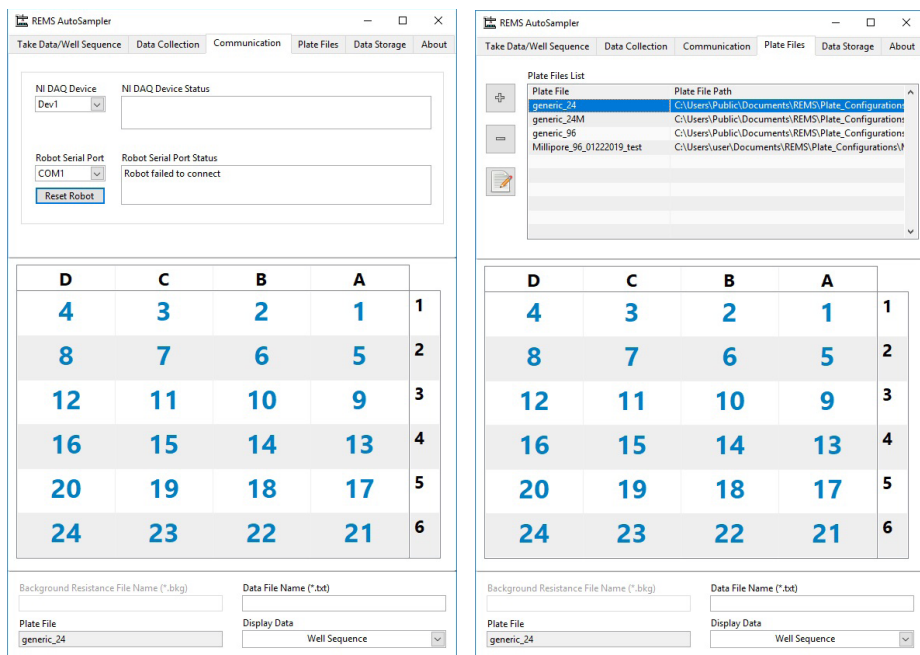 REMS AutoSampler
Take Data/Well Sequence Data Collection Communication Plate Files Data Storage About
NI DAQ Device NI DAQ Device Status
Dev1
Robot Serial Port Robot Serial Port Status
COM1 Robot failed to connect
Reset Robot
D C B A
4 3 2 1 1
8 7 6 5 2
12 11 10 9 3
16 15 14 13 4
20 19 18 17 5
24 23 22 21 6
Background Resistance File Name (*.bkg) Data File Name (*.txt)
Plate File Display Data
generic_24 Well Sequence
REMS AutoSampler
Take Data/Well Sequence Data Collection Communication Plate Files Data Storage About
Plate Files List
Plate File Plate File Path
generic_24 C:\Users\Public\Documents\REMS\Plate_Configurations
generic_24M C:\Users\Public\Documents\REMS\Plate_Configurations
generic_96 C:\Users\Public\Documents\REMS\Plate_Configurations
Millipore_96_01222019_test C:\Users\user\Documents\REMS\Plate_Configurations\M
D C B A
4 3 2 1 1
8 7 6 5 2
12 11 10 9 3
16 15 14 13 4
20 19 18 17 5
24 23 22 21 6
Background Resistance File Name (*.bkg) Data File Name (*.txt)
Plate File Display Data
generic_24 Well Sequence